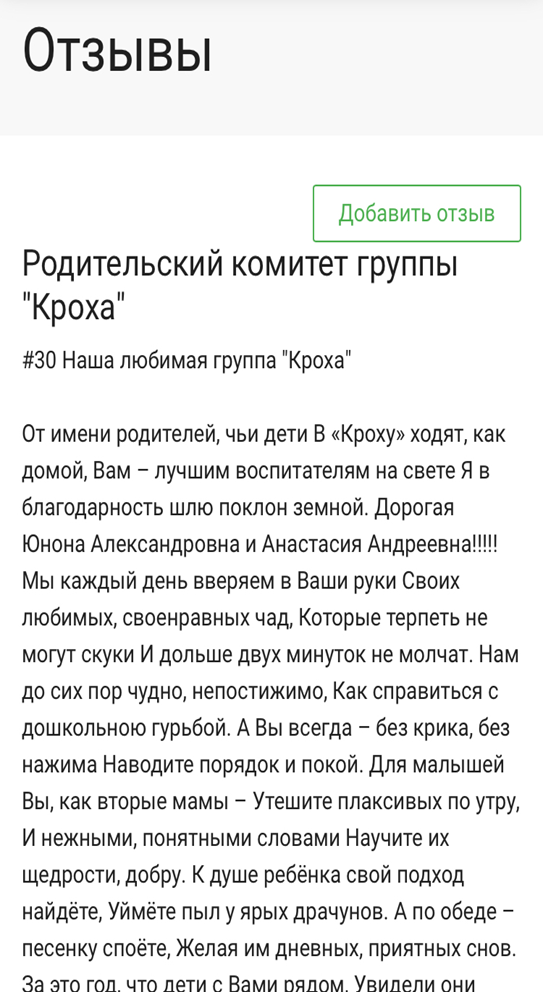 Отзывы
Добавить отзыв
Родительский комитет группы
"Кроха"
#30 Наша любимая группа "Кроха"
От имени родителей, чьи дети В «Кроху» ходят, как
домой, Вам – лучшим воспитателям на свете Я в
благодарность шлю поклон земной. Дорогая
Юнона Александровна и Анастасия Андреевна!!!!!
Мы каждый день вверяем в Ваши руки Своих
любимых, своенравных чад, Которые терпеть не
могут скуки И дольше двух минуток не молчат. Нам
до сих пор чудно, непостижимо, Как справиться с
дошкольною гурьбой. А Вы всегда – без крика, без
нажима Наводите порядок и покой. Для малышей
Вы, как вторые мамы – Утешите плаксивых по утру,
И нежными, понятными словами Научите их
щедрости, добру. К душе ребёнка свой подход
найдёте, Уймёте пыл у ярых драчунов. А по обеде –
песенку споёте, Желая им дневных, приятных снов.
За это год, что дети с Вами рядом, Увидели они